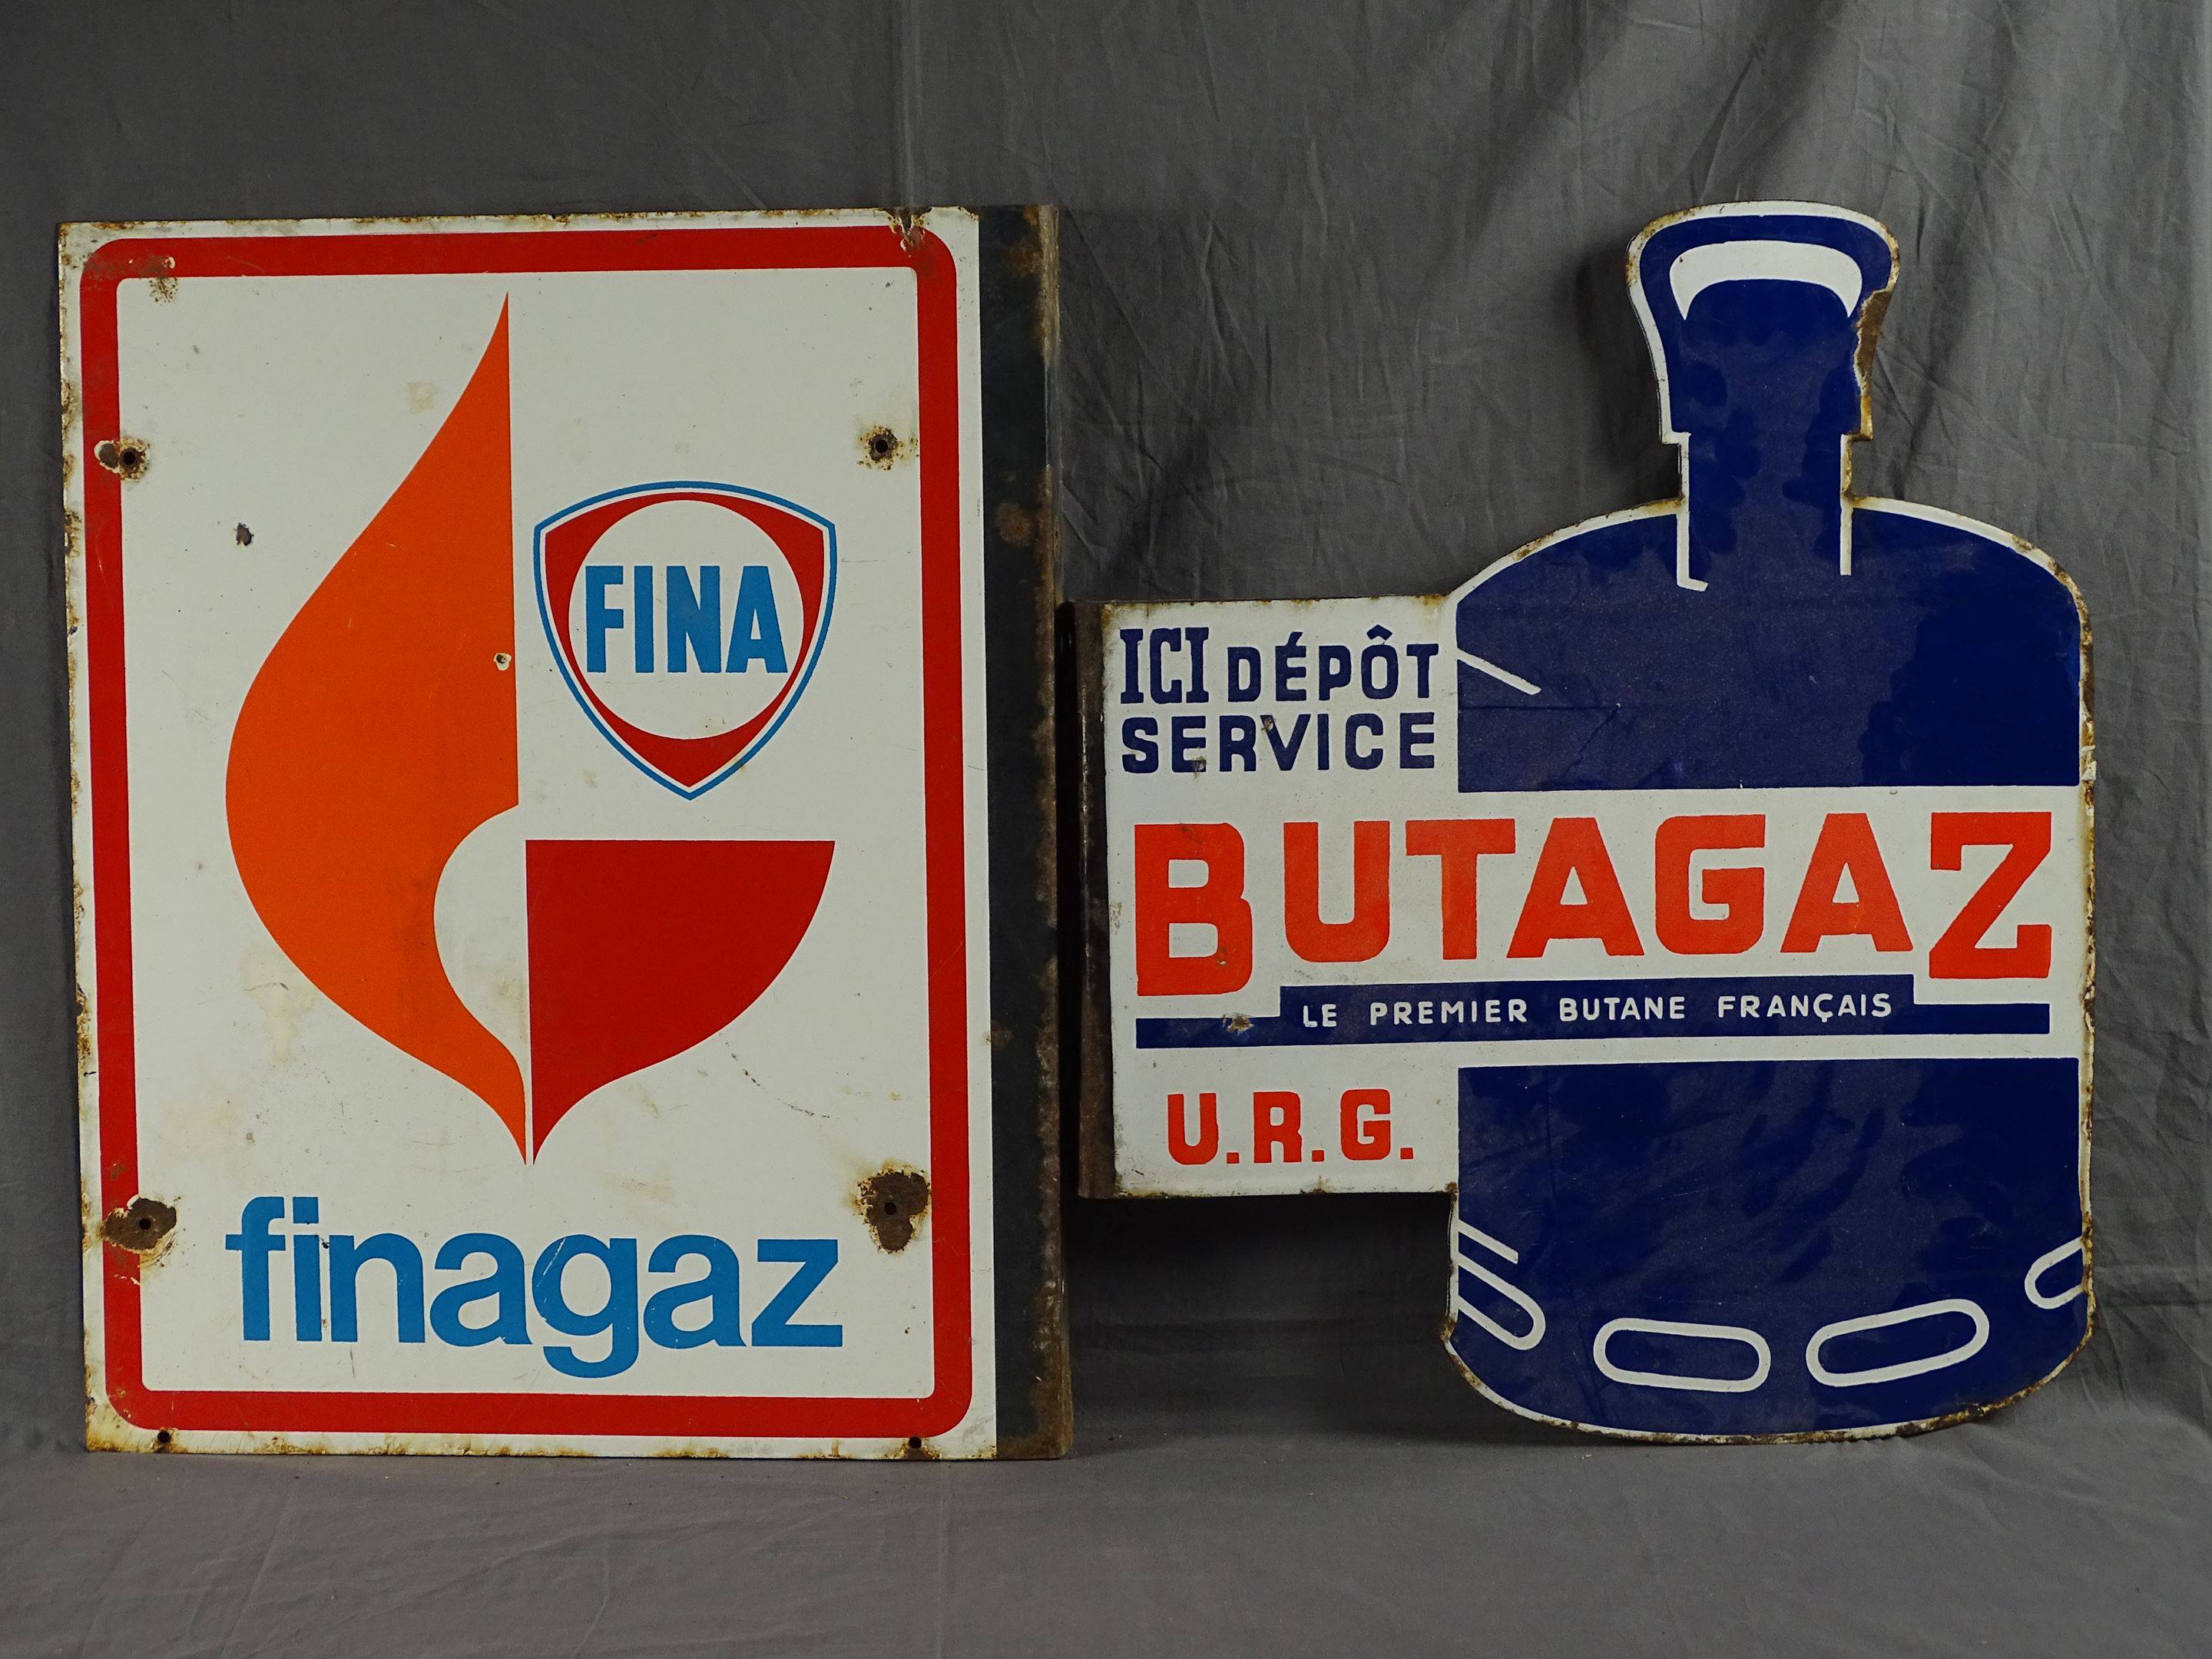 FINA
finagaz
ICI DÉPÔT
SERVICE
BUTAGAZ
LE PREMIER BUTANE FRANÇAIS
U.R.G.